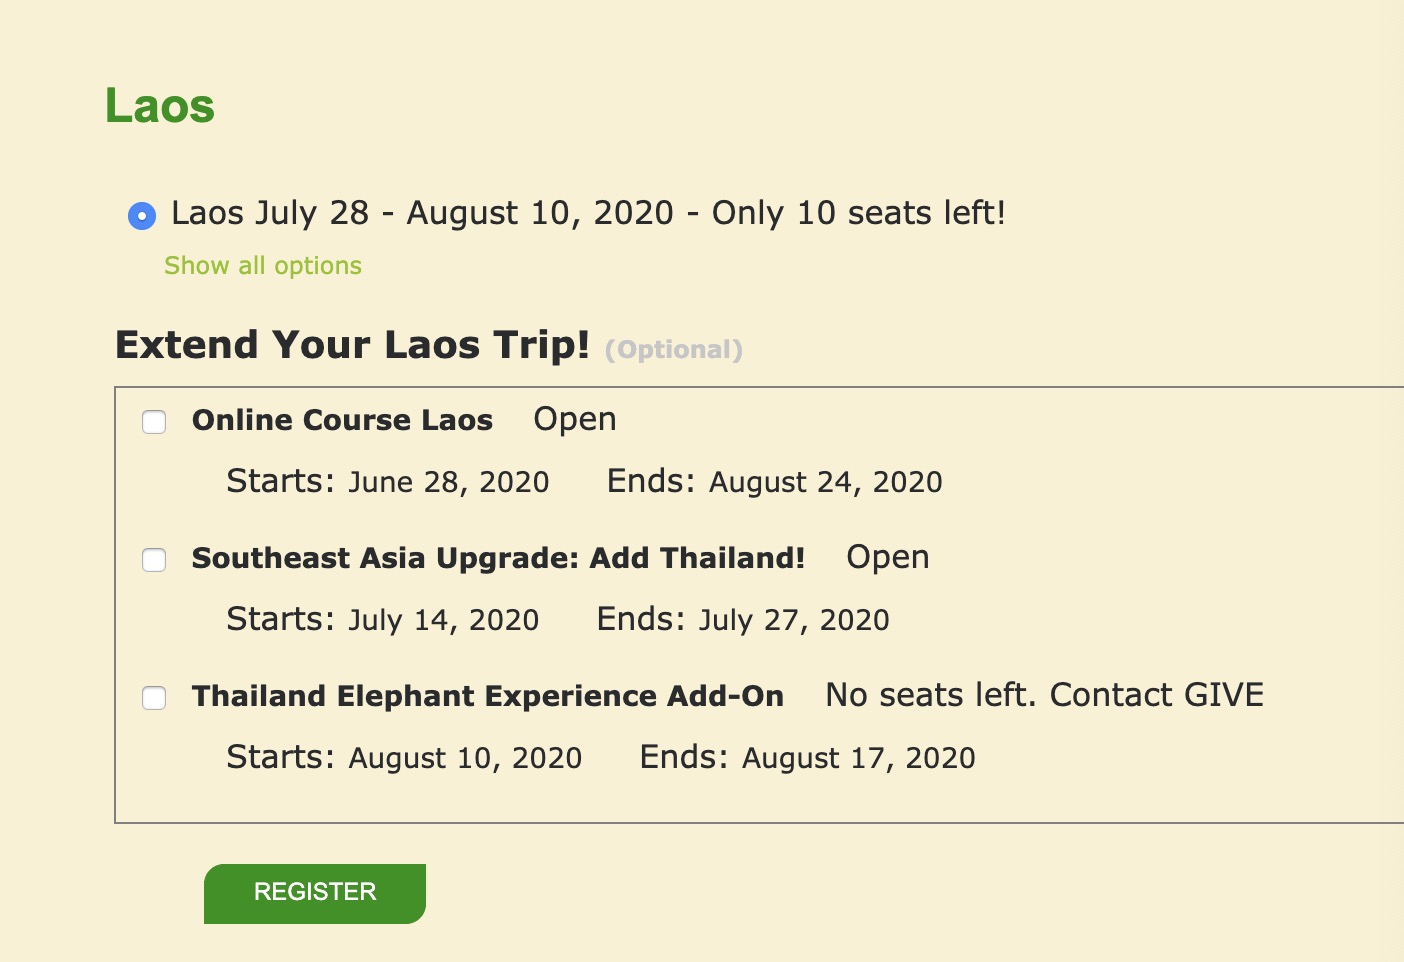 Laos
Laos July 28 - August 10, 2020 - Only 10 seats left!
Show all options
Extend Your Laos Trip! (Optional)
Online Course Laos Open
Starts: June 28, 2020 Ends: August 24, 2020
Southeast Asia Upgrade: Add Thailand! Open
Starts: July 14, 2020 Ends: July 27, 2020
Thailand Elephant Experience Add-On No seats left. Contact GIVE
Starts: August 10, 2020 Ends: August 17, 2020
REGISTER